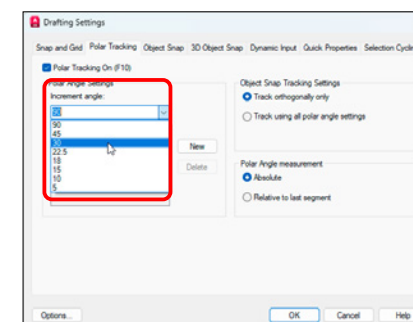 Drafting Settings
Snap and Grid Polar Tracking Object Snap 3D Object Snap Dynamic Input Quick Properties Selection Cyclin
Polar Tracking On (F10)
Polar Angle Settings
Increment angle:
90
90
45
30
22.5
18
15
10
5
New
Delete
Object Snap Tracking Settings
Track orthogonally only
Track using all polar angle settings
Polar Angle measurement
Absolute
Relative to last segment
Options...
OK
Cancel
Help